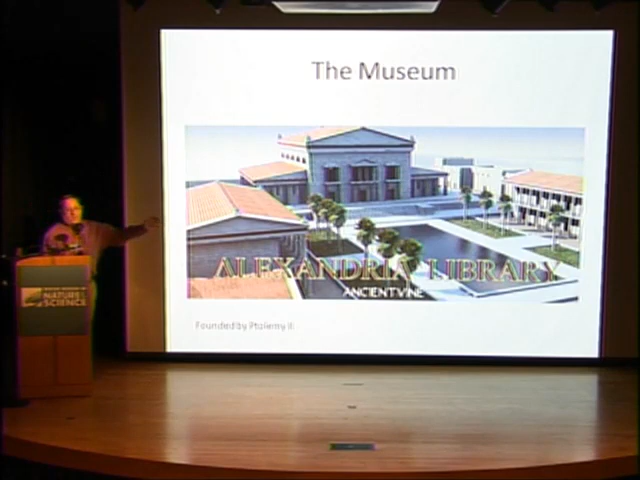 The Museum
ALEXANDRIA LIBRARY
ANCIENTVINE
Founded by Ptolemy II
NATURE &
SCIENCE